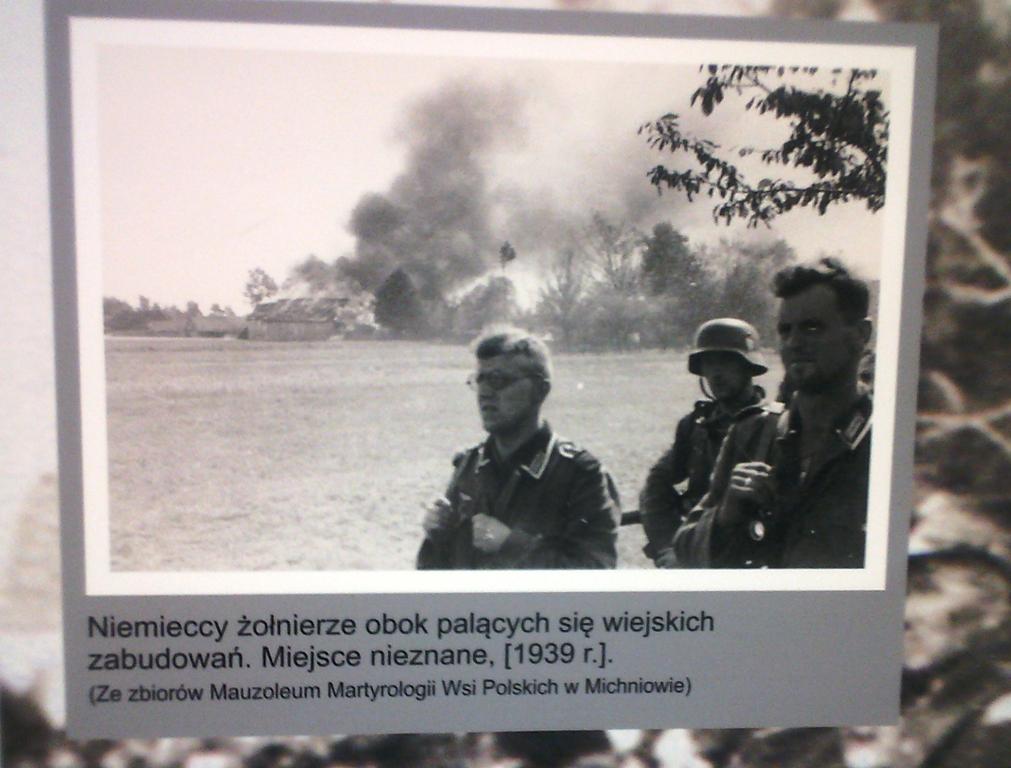 Niemieccy żołnierze obok palących się wiejskich
zabudowań. Miejsce nieznane, [1939 r.].
(Ze zbiorów Mauzoleum Martyrologii Wsi Polskich w Michniowie)